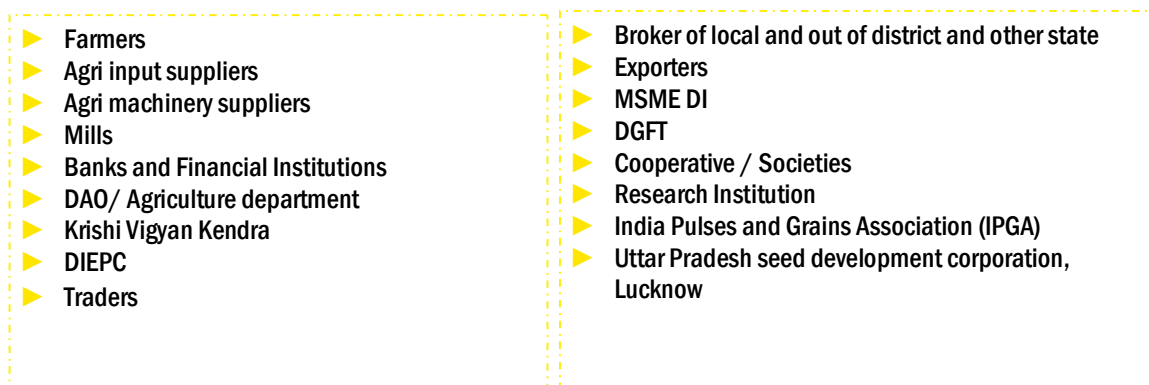 Farmers
Agri input suppliers
Agri machinery suppliers
Mills
Banks and Financial Institutions
DAO/ Agriculture department
Krishi Vigyan Kendra
DIEPC
Traders
Broker of local and out of district and other state
Exporters
MSME DI
DGFT
Cooperative / Societies
Research Institution
India Pulses and Grains Association (IPGA)
Uttar Pradesh seed development corporation,
Lucknow